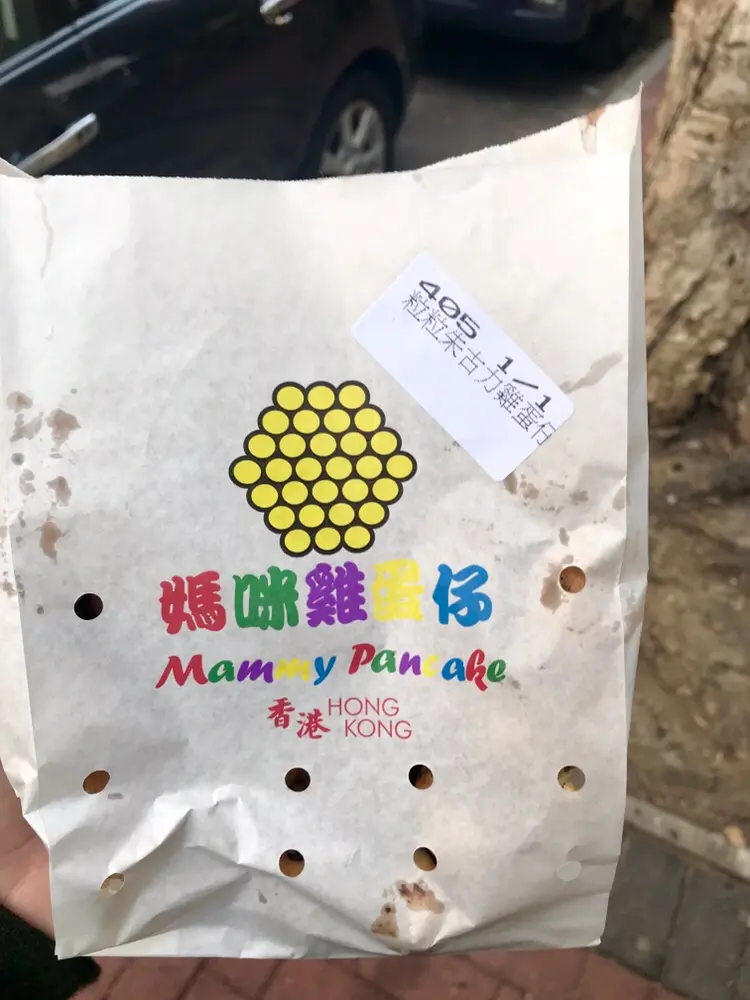 405 1/1
粒粒朱古力雞蛋仔
媽咪雞蛋仔
Mammy Pancake
香港 HONG KONG